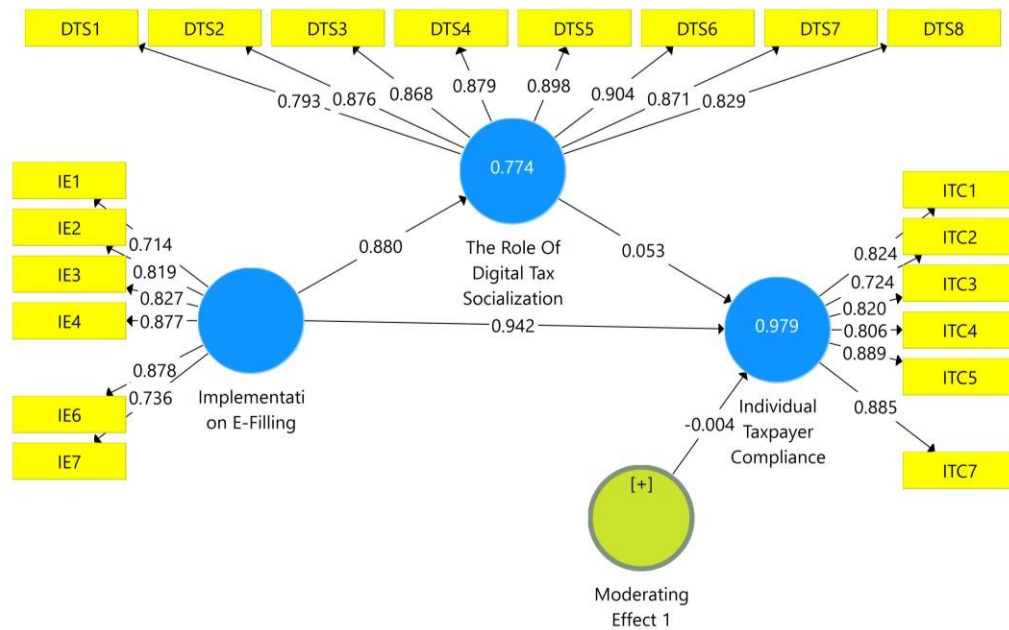 DTS1 DTS2 DTS3 DTS4 DTS5 DTS6 DTS7 DTS8
0.793 0.876 0.868 0.879 0.898 0.904 0.871 0.829
0.774
The Role Of
Digital Tax
Socialization
IE1
IE2
IE3
IE4
IE6
IE7
0.714
0.819
0.827
0.877
0.878
0.736
Implementati
on E-Filling
0.880
0.053
0.942
-0.004
0.979
Individual
Taxpayer
Compliance
0.824
0.724
0.820
0.806
0.889
0.885
ITC1
ITC2
ITC3
ITC4
ITC5
ITC7
[+]
Moderating
Effect 1